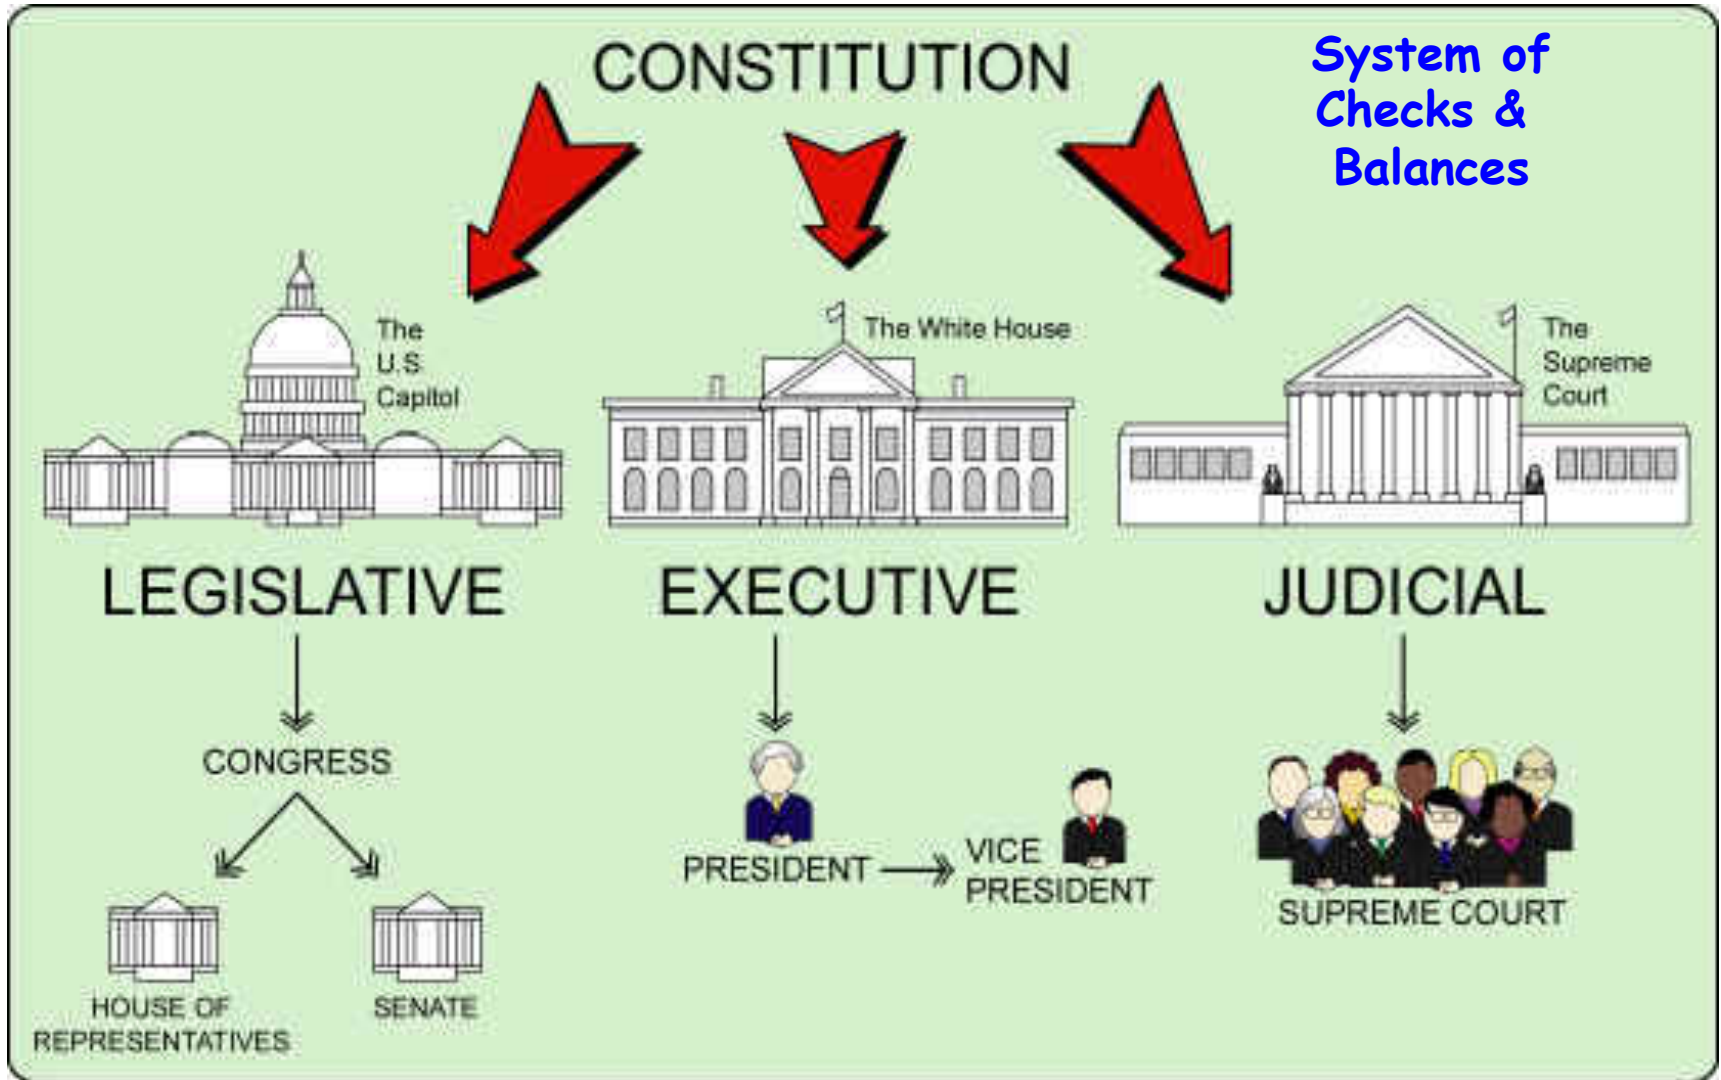 CONSTITUTION
System of
Checks &
Balances
The
U.S.
Capitol
The White House
The
Supreme
Court
LEGISLATIVE
EXECUTIVE
JUDICIAL
CONGRESS
HOUSE OF
REPRESENTATIVES
SENATE
PRESIDENT
VICE
PRESIDENT
SUPREME COURT